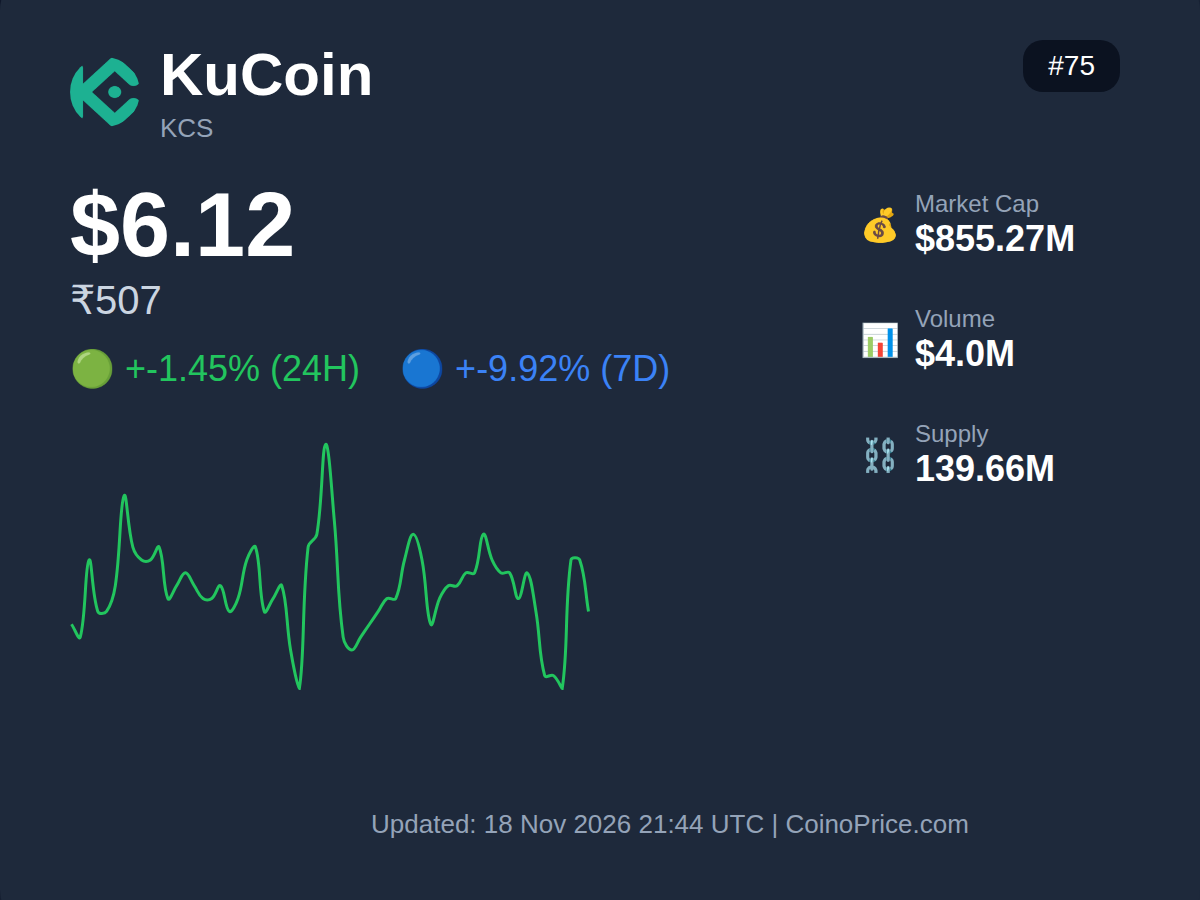 KuCoin
KCS
#75
$6.12
₹507
+-1.45% (24H)
+-9.92% (7D)
Market Cap
$855.27M
Volume
$4.0M
Supply
139.66M
Updated: 18 Nov 2026 21:44 UTC | CoinoPrice.com